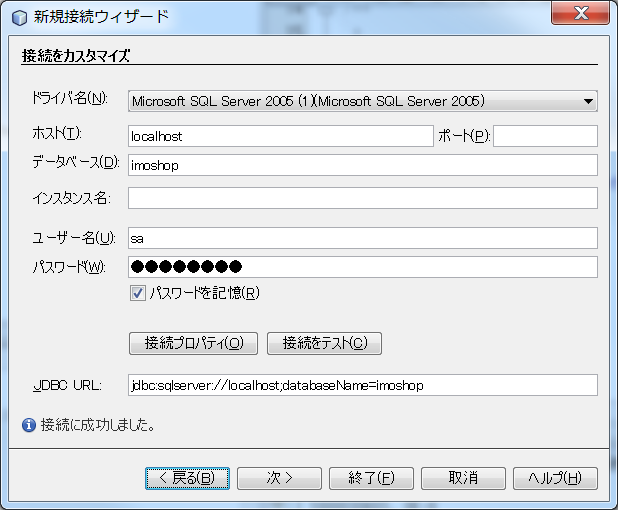 新規接続ウィザード
接続をカスタマイズ
ドライバ名(N): Microsoft SQL Server 2005 (1)(Microsoft SQL Server 2005)
ホスト(T): localhost ポート(P):
データベース(D): imoshop
インスタンス名:
ユーザー名(U): sa
パスワード(W): ●●●●●●●●
パスワードを記憶(R)
接続プロパティ(O) 接続をテスト(C)
JDBC URL: jdbc:sqlserver://localhost;databaseName=imoshop
接続に成功しました。
< 戻る(B) 次 > 終了(F) 取消 ヘルプ(H)